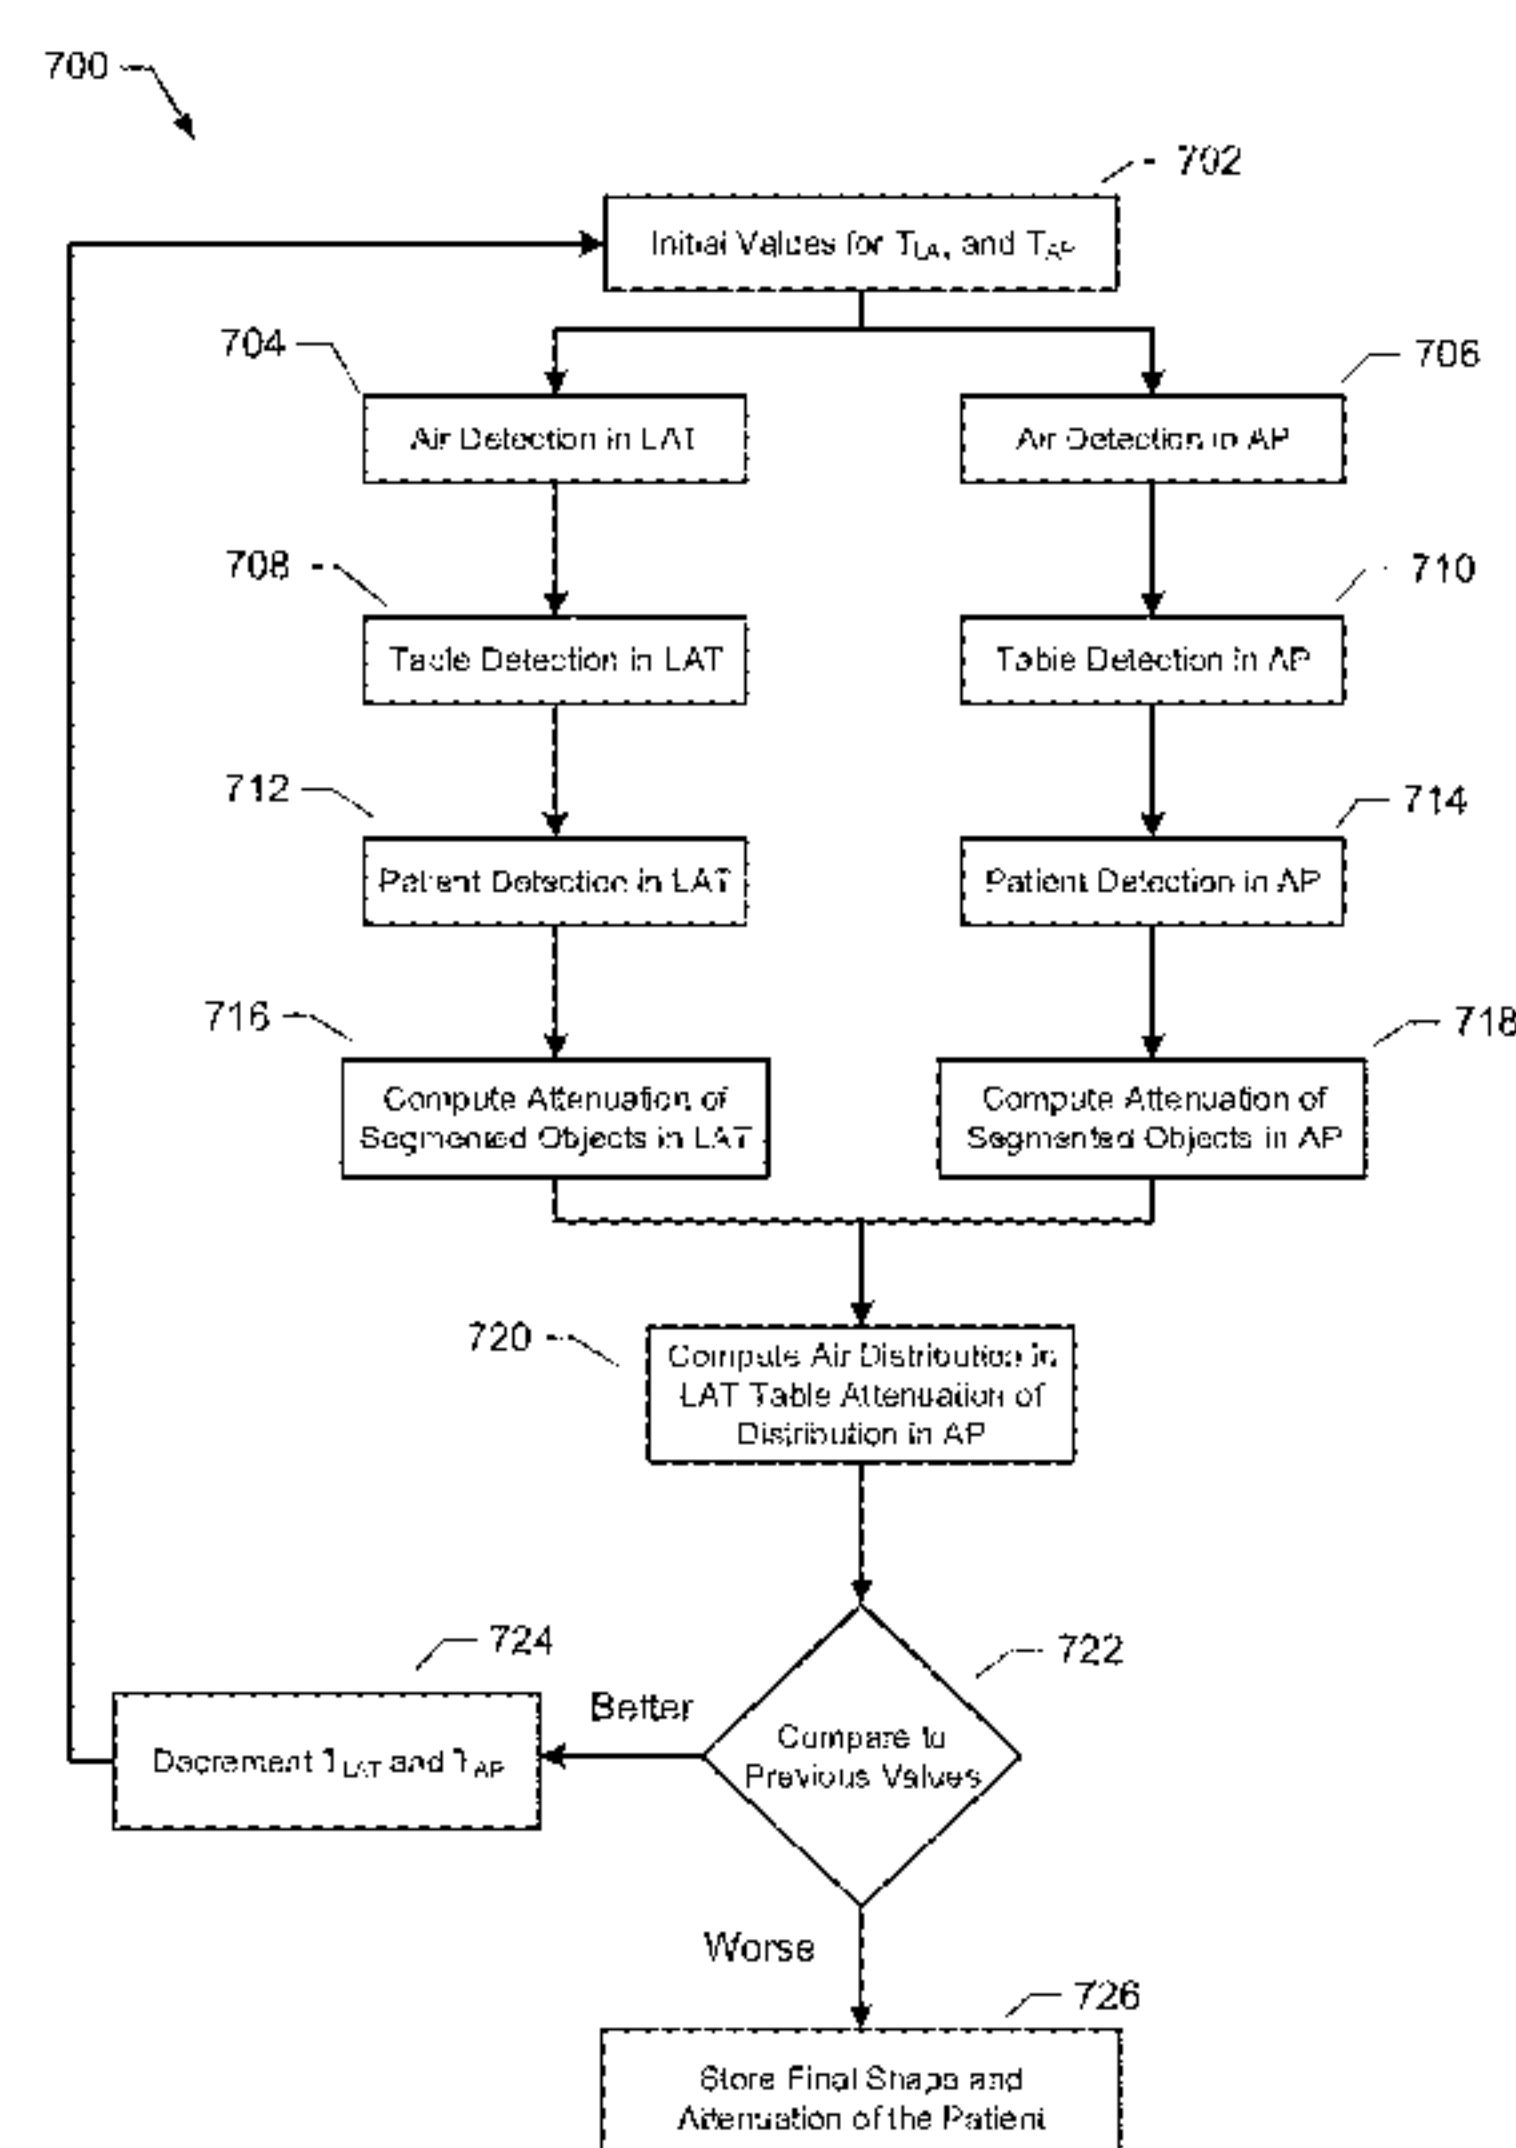 700
702
Initial Values for TLAT and TAP
704
706
Air Detection in LAT
Air Detection in AP
708
710
Table Detection in LAT
Table Detection in AP
712
714
Patient Detection in LAT
Patient Detection in AP
716
718
Compute Attenuation of
Segmented Objects in LAT
Compute Attenuation of
Segmented Objects in AP
720
Compute Air Distribution in
LAT Table Attenuation of
Distribution in AP
724
722
Better
Compare to
Previous Values
Decrement TLAT and TAP
Worse
726
Store Final Shape and
Attenuation of the Patient